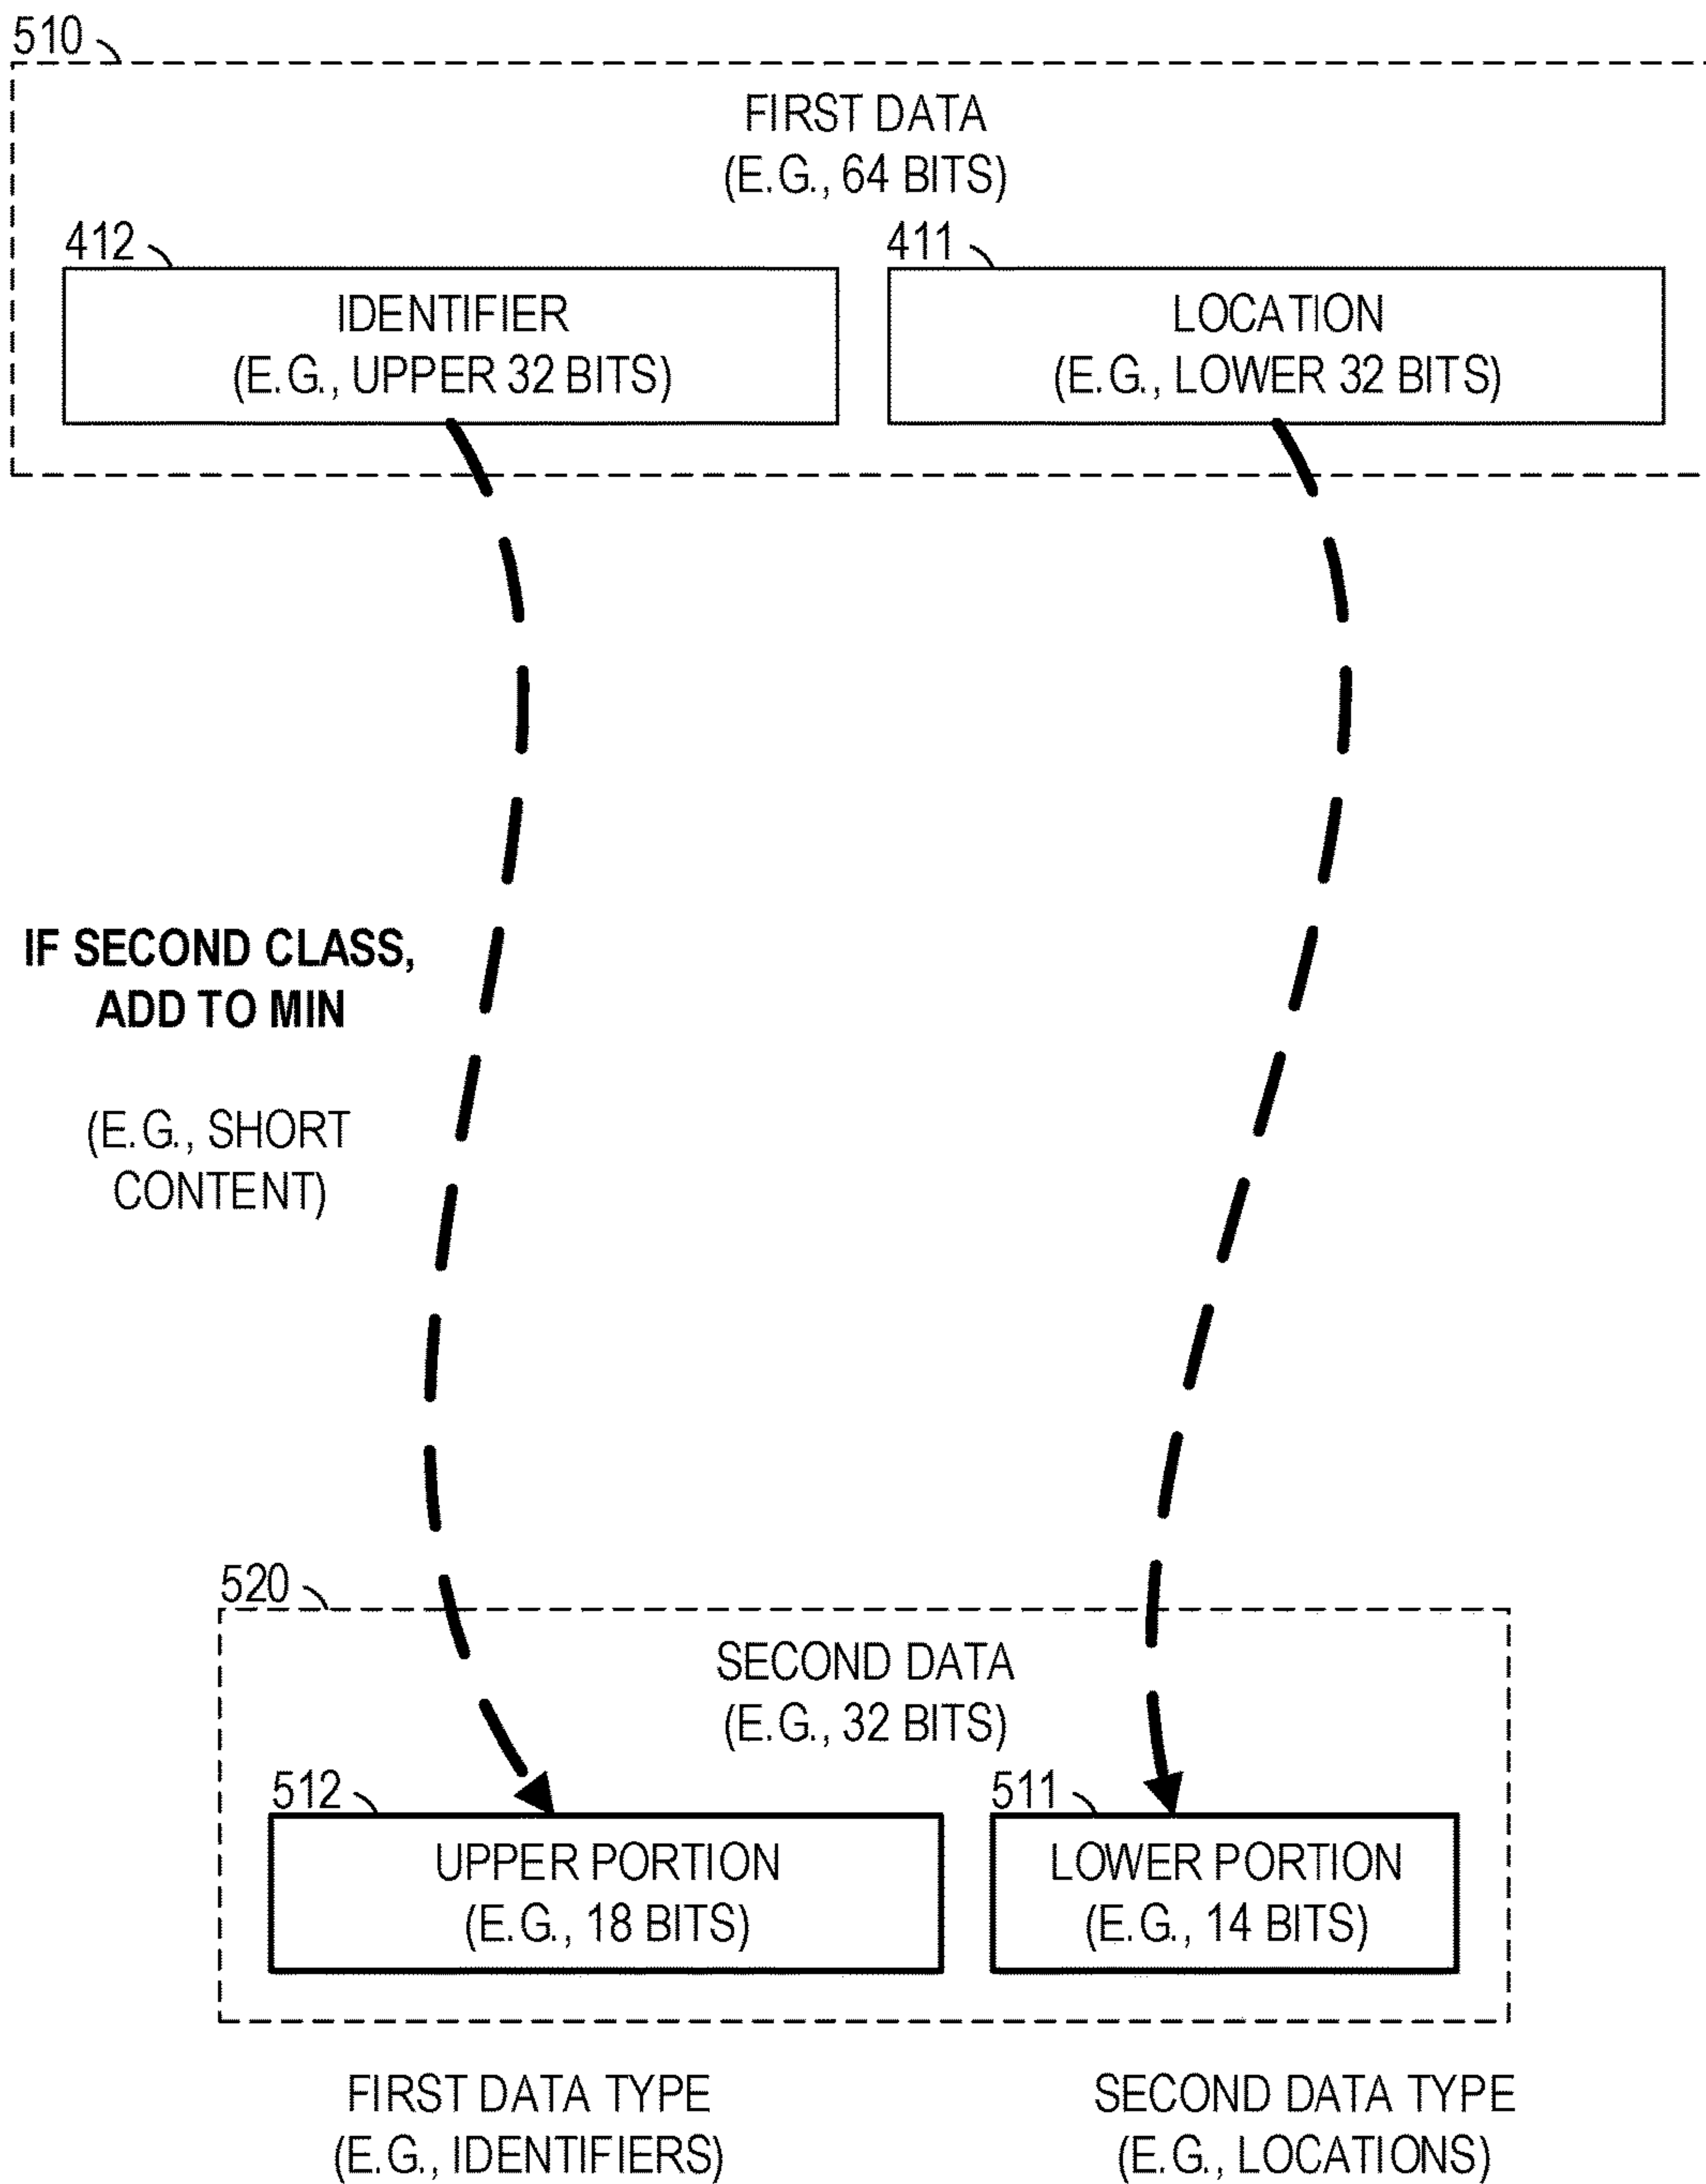 510
FIRST DATA
(E.G., 64 BITS)
412
411
IDENTIFIER
(E.G., UPPER 32 BITS)
LOCATION
(E.G., LOWER 32 BITS)
IF SECOND CLASS,
ADD TO MIN
(E.G., SHORT
CONTENT)
520
SECOND DATA
(E.G., 32 BITS)
512
511
UPPER PORTION
(E.G., 18 BITS)
LOWER PORTION
(E.G., 14 BITS)
FIRST DATA TYPE
(E.G., IDENTIFIERS)
SECOND DATA TYPE
(E.G., LOCATIONS)